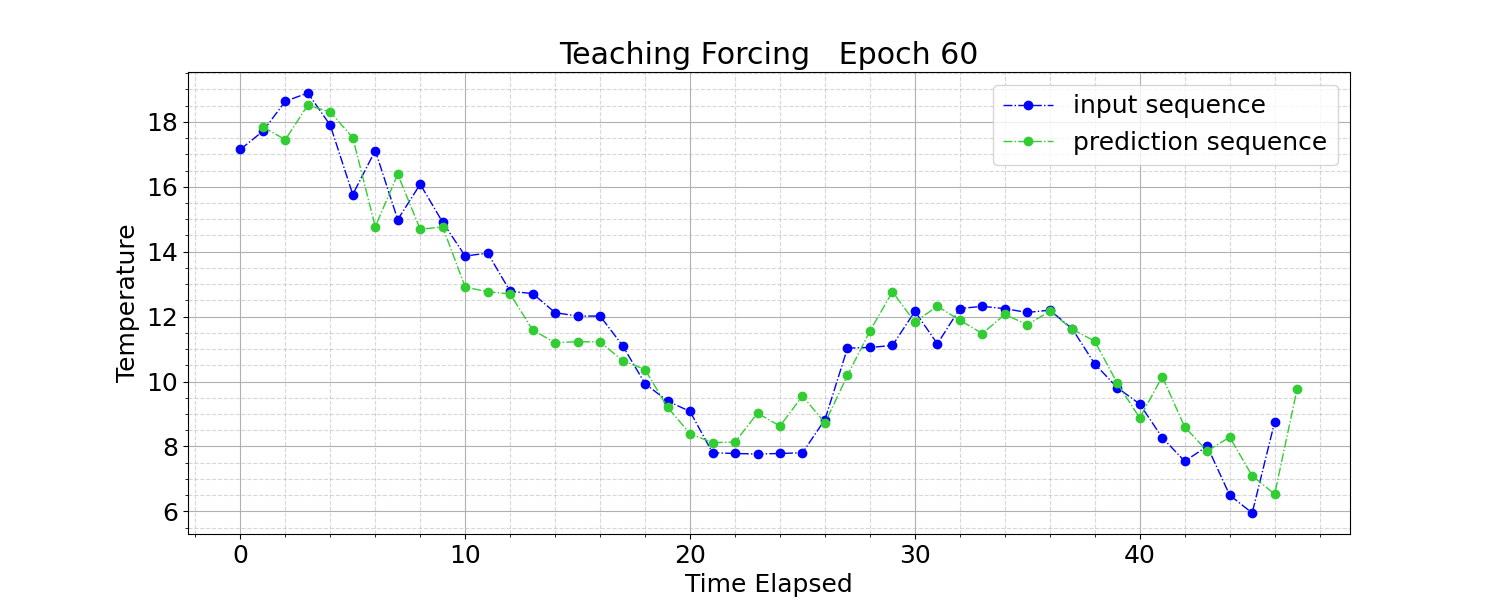 Teaching Forcing   Epoch 60
input sequence
prediction sequence
Temperature
18
16
14
12
10
8
6
0 10 20 30 40
Time Elapsed